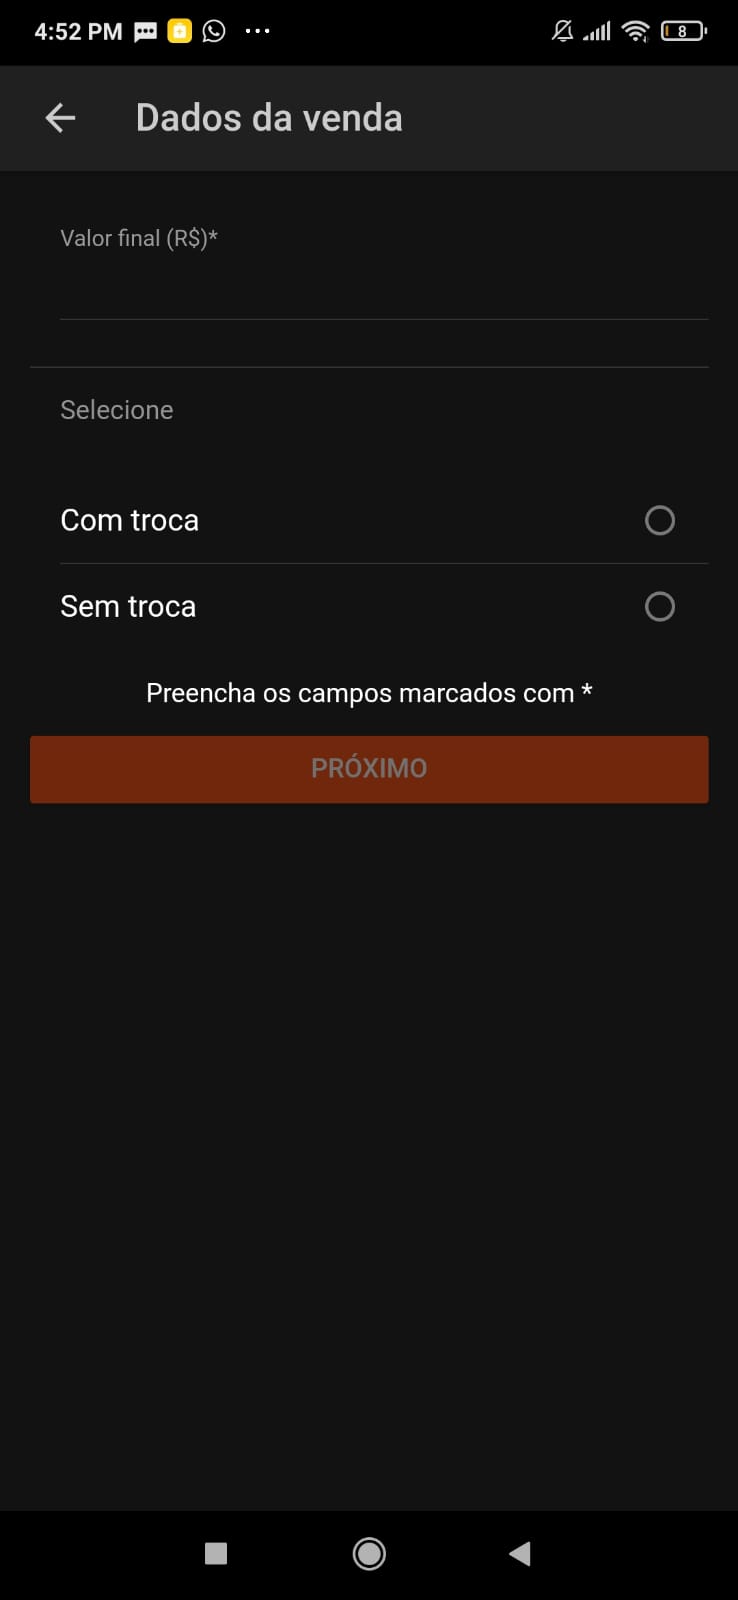 4:52 PM
8
Dados da venda
Valor final (R$)*
Selecione
Com troca
Sem troca
Preencha os campos marcados com *
PRÓXIMO